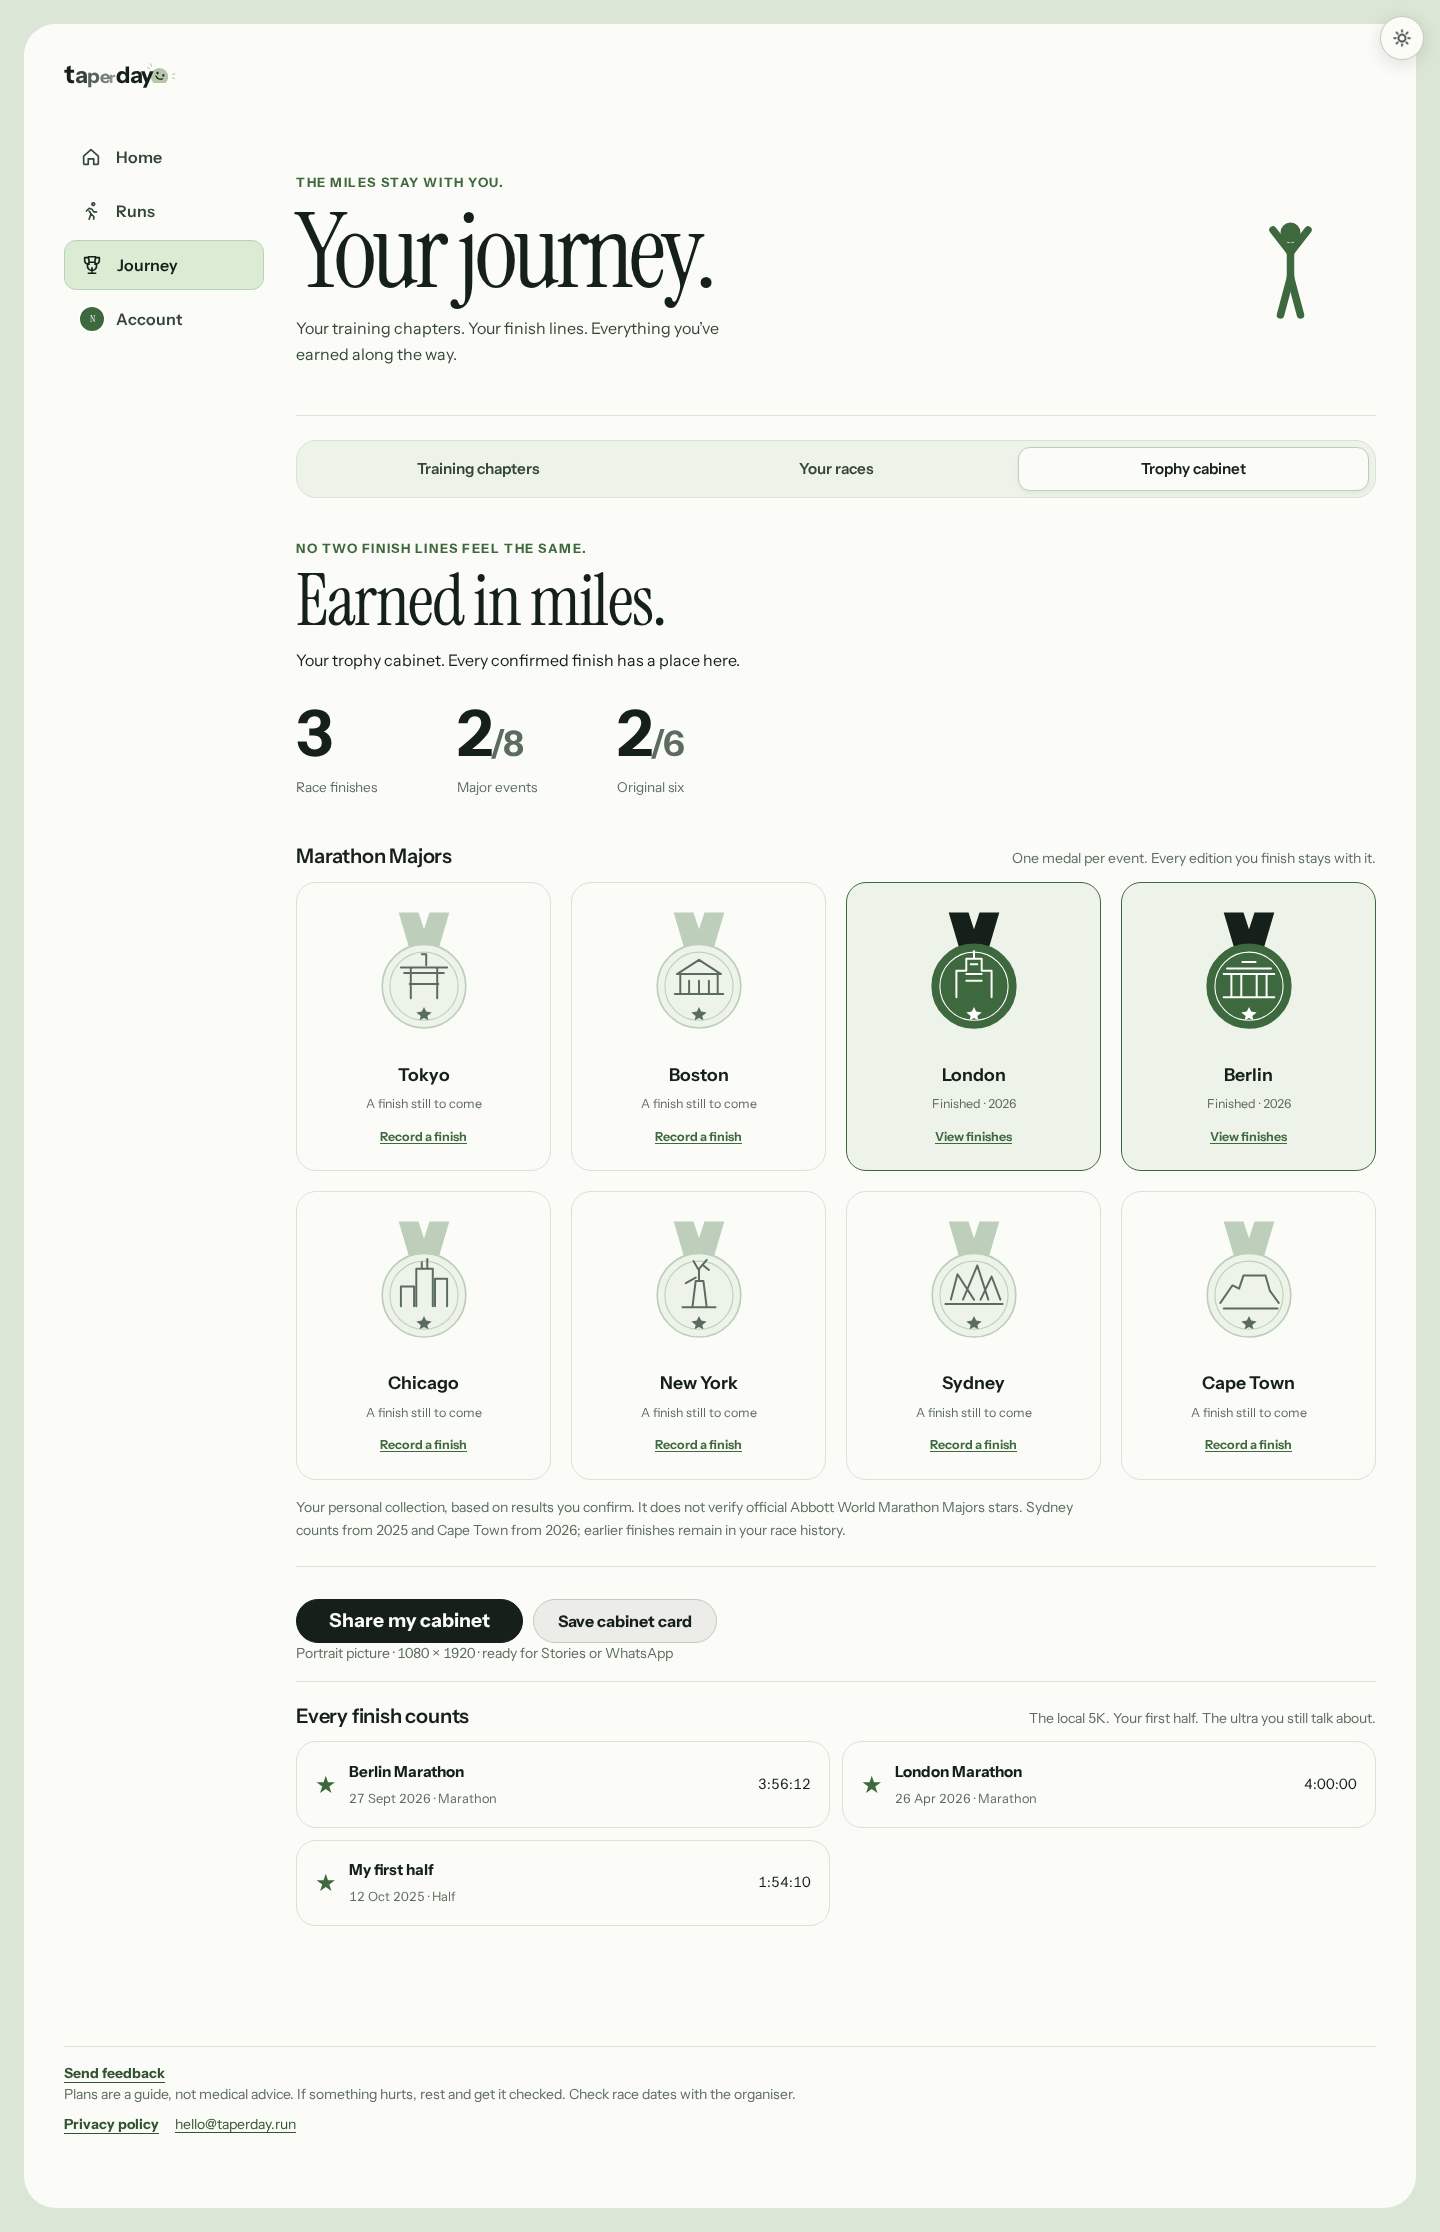 taperday
Home
Runs
Journey
N
Account
THE MILES STAY WITH YOU.
Your journey.
Your training chapters. Your finish lines. Everything you've
earned along the way.
Training chapters
Your races
Trophy cabinet
NO TWO FINISH LINES FEEL THE SAME.
Earned in miles.
Your trophy cabinet. Every confirmed finish has a place here.
3
2/8
2/6
Race finishes
Major events
Original six
Marathon Majors
One medal per event. Every edition you finish stays with it.
Tokyo
A finish still to come
Record a finish
Boston
A finish still to come
Record a finish
London
Finished · 2026
View finishes
Berlin
Finished · 2026
View finishes
Chicago
A finish still to come
Record a finish
New York
A finish still to come
Record a finish
Sydney
A finish still to come
Record a finish
Cape Town
A finish still to come
Record a finish
Your personal collection, based on results you confirm. It does not verify official Abbott World Marathon Majors stars. Sydney
counts from 2025 and Cape Town from 2026; earlier finishes remain in your race history.
Share my cabinet
Save cabinet card
Portrait picture · 1080 × 1920 · ready for Stories or WhatsApp
Every finish counts
The local 5K. Your first half. The ultra you still talk about.
Berlin Marathon
27 Sept 2026 · Marathon
3:56:12
London Marathon
26 Apr 2026 · Marathon
4:00:00
My first half
12 Oct 2025 · Half
1:54:10
Send feedback
Plans are a guide, not medical advice. If something hurts, rest and get it checked. Check race dates with the organiser.
Privacy policy
hello@taperday.run